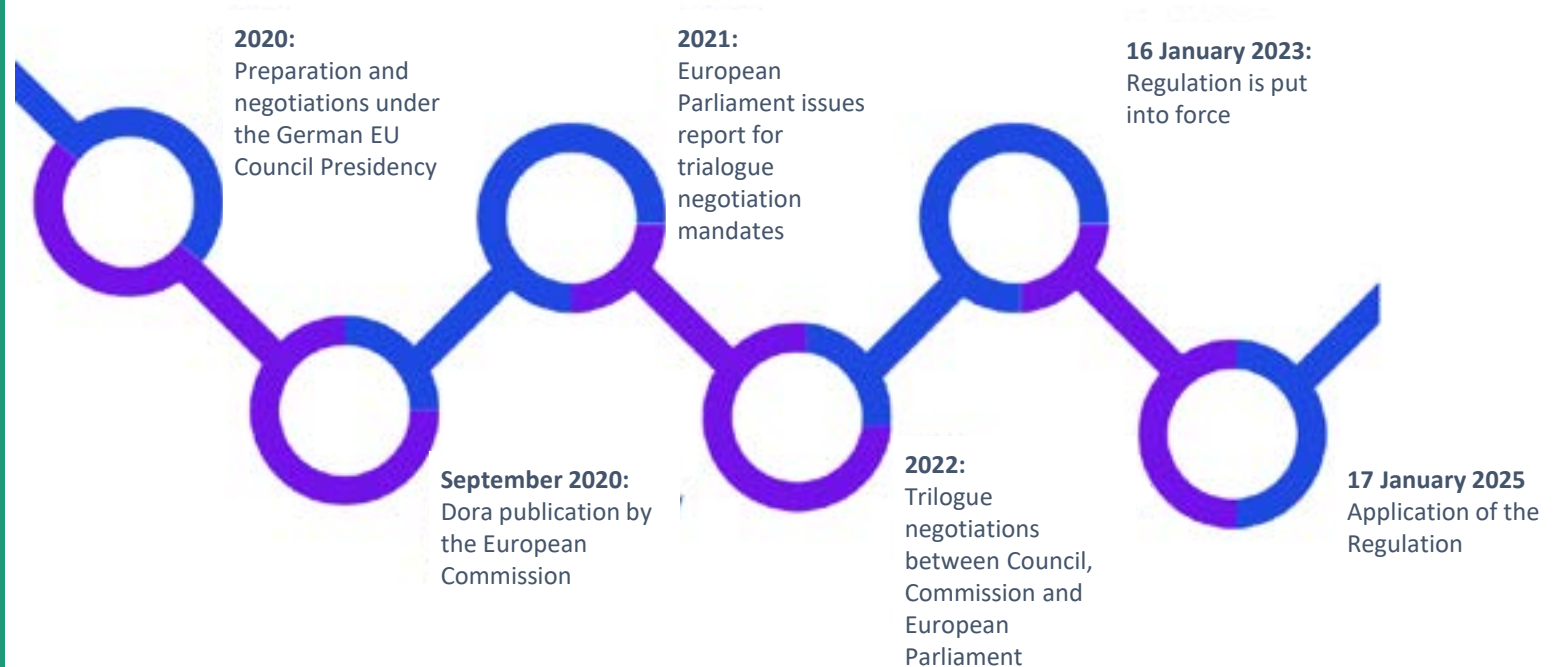 2020:
Preparation and
negotiations under
the German EU
Council Presidency
September 2020:
Dora publication by
the European
Commission
2021:
European
Parliament issues
report for
trialogue
negotiation
mandates
2022:
Trilogue
negotiations
between Council,
Commission and
European
Parliament
16 January 2023:
Regulation is put
into force
17 January 2025
Application of the
Regulation